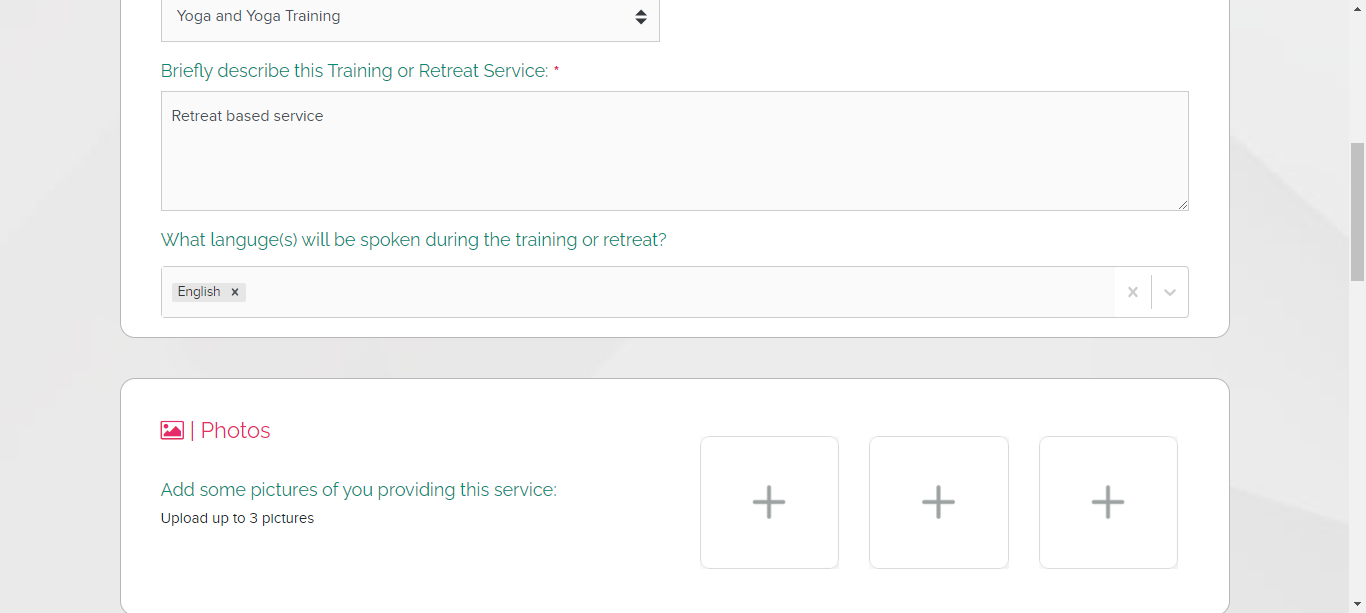 Yoga and Yoga Training
Briefly describe this Training or Retreat Service: *
Retreat based service
What languge(s) will be spoken during the training or retreat?
English x
| Photos
Add some pictures of you providing this service:
Upload up to 3 pictures